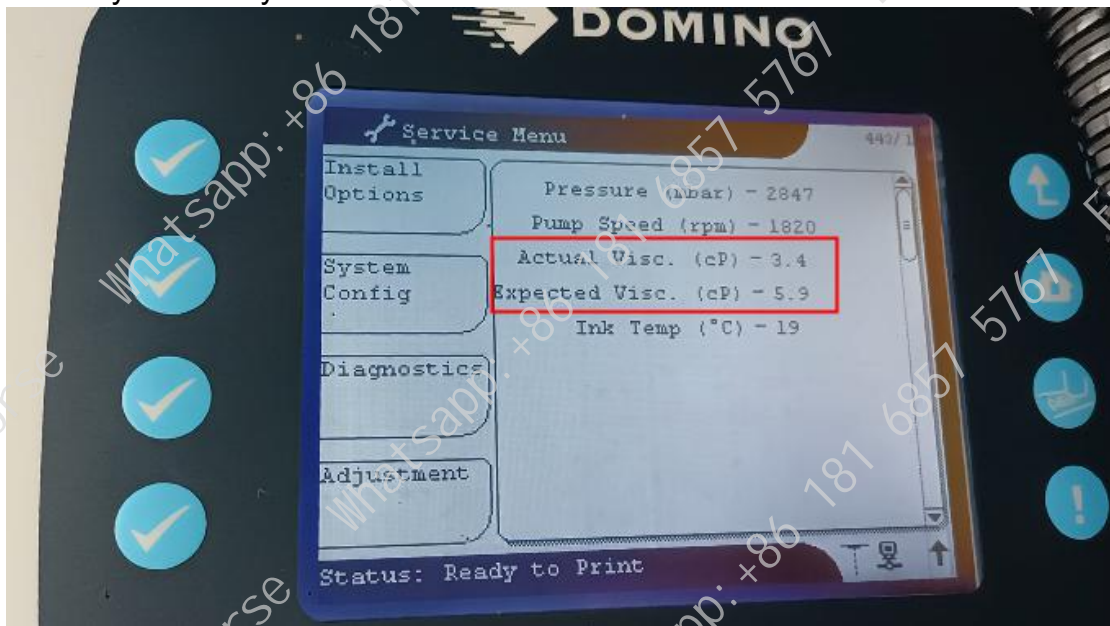 DOMINO
Service Menu
Install
Options
System
Config
Diagnostics
Adjustment
Pressure (mbar) - 2847
Pump Speed (rpm) - 1820
Actual Visc. (cP) - 3.4
Expected Visc. (cP) - 5.9
Ink Temp (°C) - 19
Status: Ready to Print
Whatsapp: +86 181 6857 5761
Whatsapp: +86 181 6857 5761